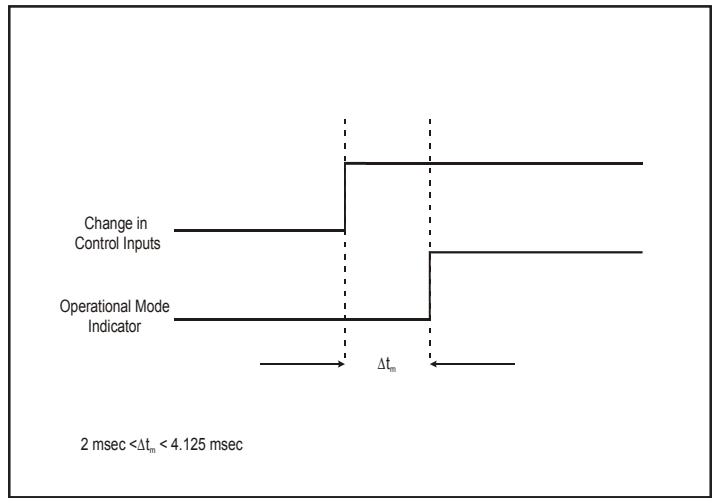 Change in
Control Inputs
Operational Mode
Indicator
Δtm
2 msec <Δtm < 4.125 msec